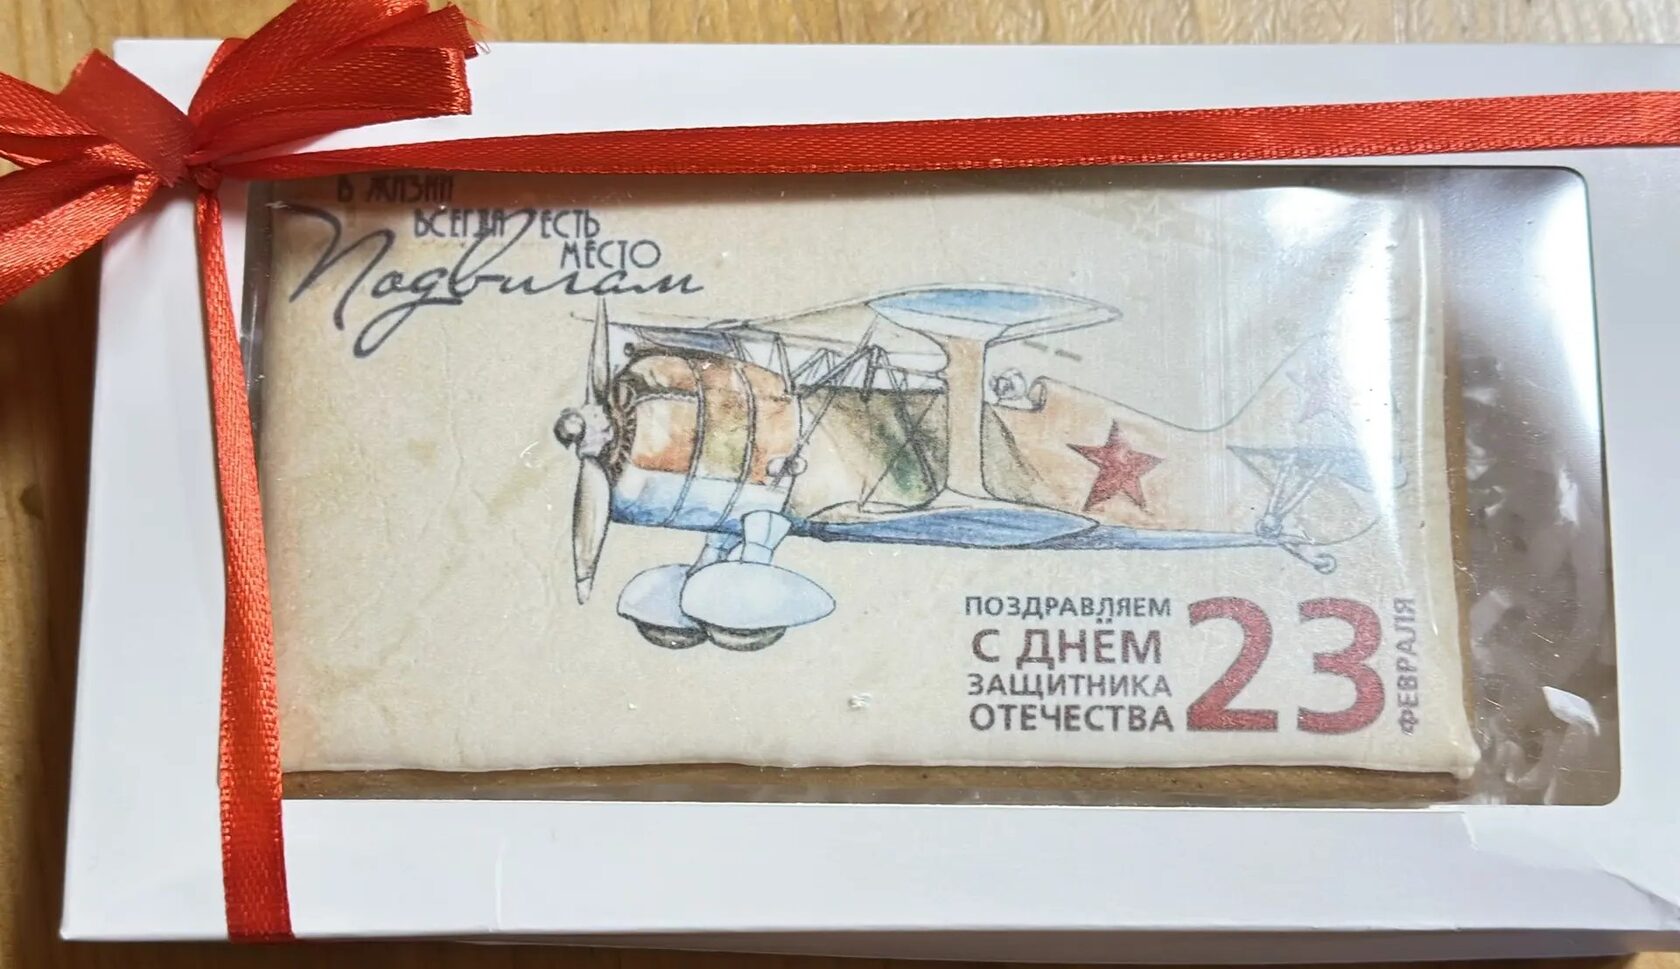 В ЖИЗНИ
ВСЕГДА ЕСТЬ
МЕСТО
Подвигам
ПОЗДРАВЛЯЕМ
С ДНЁМ
ЗАЩИТНИКА
ОТЕЧЕСТВА
23
ФЕВРАЛЯ